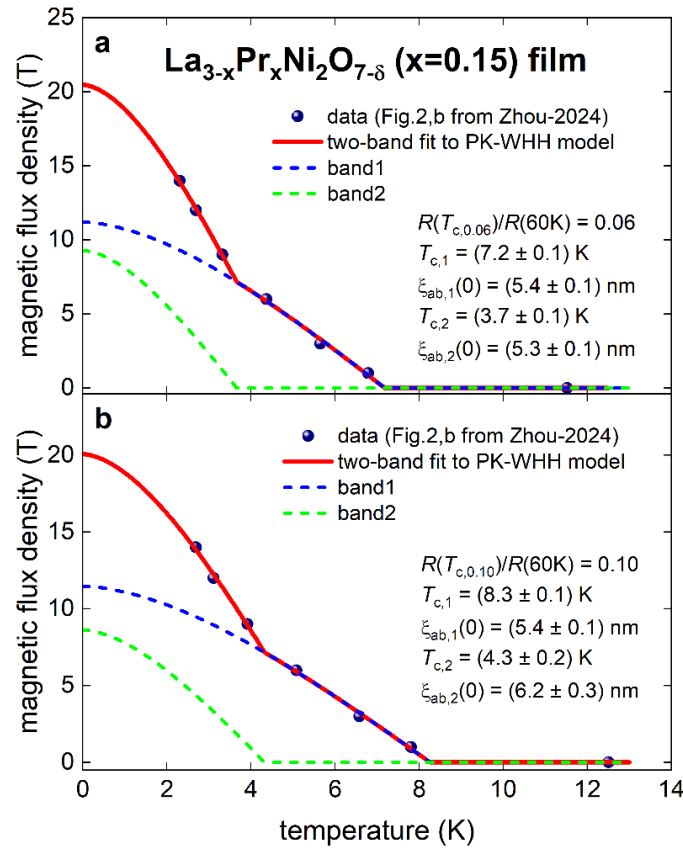 a
La₃₋ₓPrₓNi₂O₇₋δ (x=0.15) film
data (Fig.2,b from Zhou-2024)
two-band fit to PK-WHH model
band1
band2
R(Tc,0.06)/R(60K) = 0.06
Tc,1 = (7.2 ± 0.1) K
ξab,1(0) = (5.4 ± 0.1) nm
Tc,2 = (3.7 ± 0.1) K
ξab,2(0) = (5.3 ± 0.1) nm
magnetic flux density (T)
25
20
15
10
5
0
b
data (Fig.2,b from Zhou-2024)
two-band fit to PK-WHH model
band1
band2
R(Tc,0.10)/R(60K) = 0.10
Tc,1 = (8.3 ± 0.1) K
ξab,1(0) = (5.4 ± 0.1) nm
Tc,2 = (4.3 ± 0.2) K
ξab,2(0) = (6.2 ± 0.3) nm
magnetic flux density (T)
20
15
10
5
0
0 2 4 6 8 10 12 14
temperature (K)